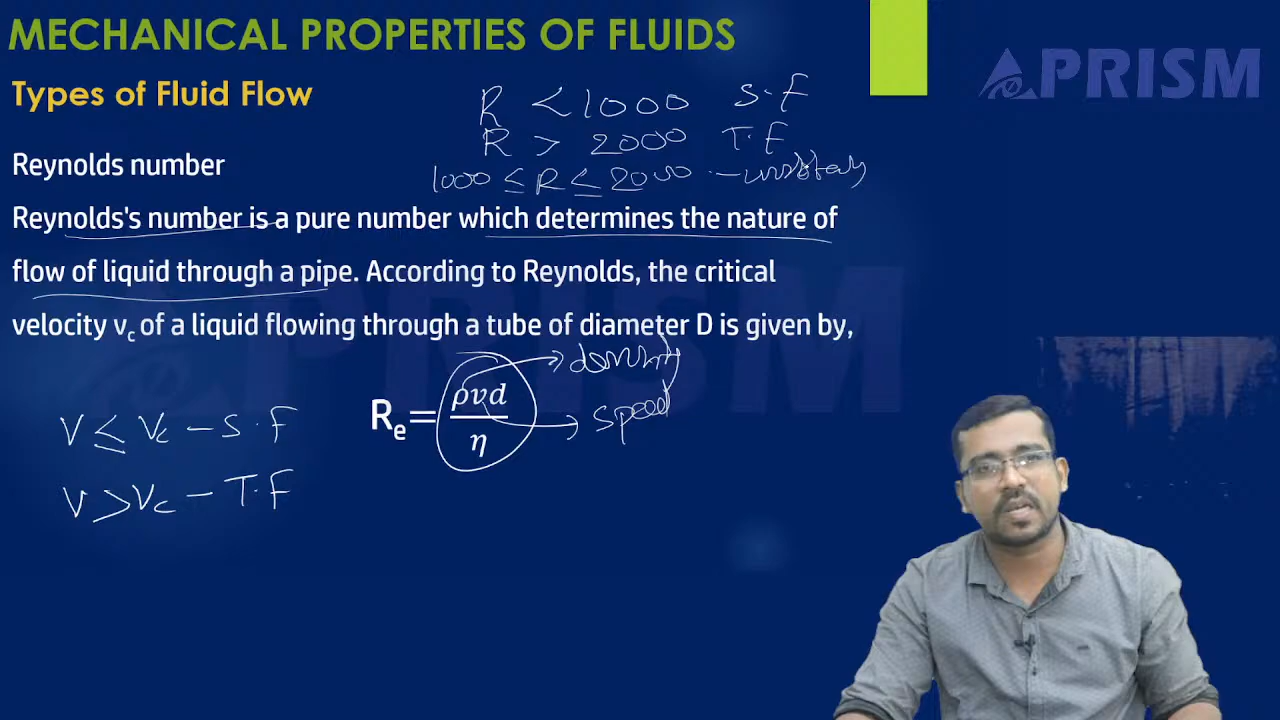 MECHANICAL PROPERTIES OF FLUIDS
PRISM
Types of Fluid Flow
R < 1000 S.F
R > 2000 T.F
1000 ≤ R ≤ 2000 -
Reynolds number
Reynolds's number is a pure number which determines the nature of
flow of liquid through a pipe. According to Reynolds, the critical
velocity vc of a liquid flowing through a tube of diameter D is given by,
density
Re= ρvd/η
speed
V ≤ Vc - S.F
V > Vc - T.F